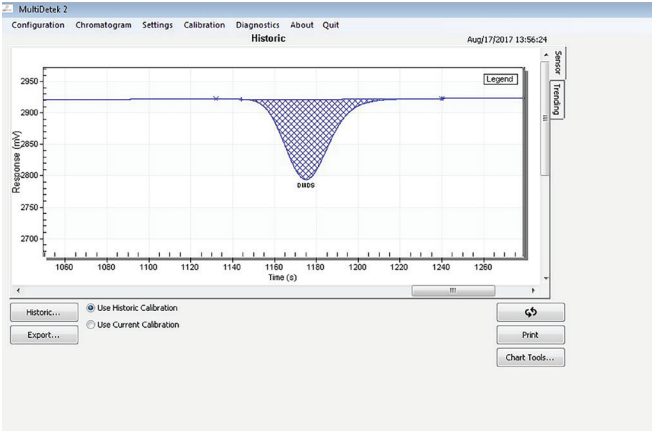 MultiDetek 2
Configuration Chromatogram Settings Calibration Diagnostics About Quit
Historic
Aug/17/2017 13:56:24
Sensor
Trending
Legend
Response (mV)
2950
2900
2850
2800
2750
2700
DMDS
1060 1080 1100 1120 1140 1160 1180 1200 1220 1240 1260
Time (s)
Historic...
Use Historic Calibration
Export...
Use Current Calibration
Print
Chart Tools...